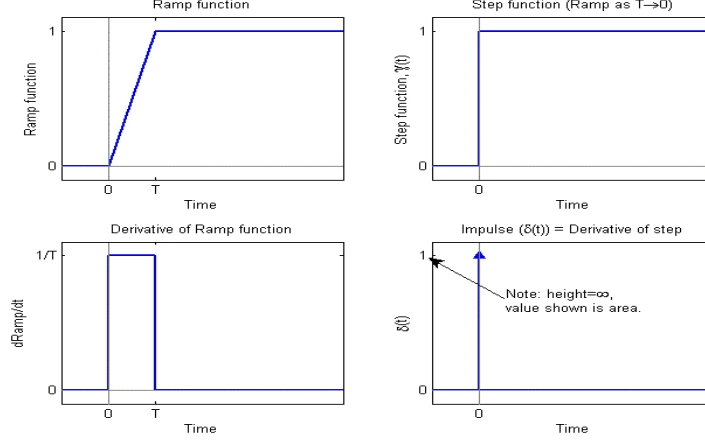 Ramp function
1
0
Ramp function
0
T
Time
Step function (Ramp as T→0)
1
0
Step function, γ(t)
0
Time
Derivative of Ramp function
1/T
0
dRamp/dt
0
T
Time
Impulse (δ(t)) = Derivative of step
1
0
δ(t)
Note: height=∞,
value shown is area.
0
Time